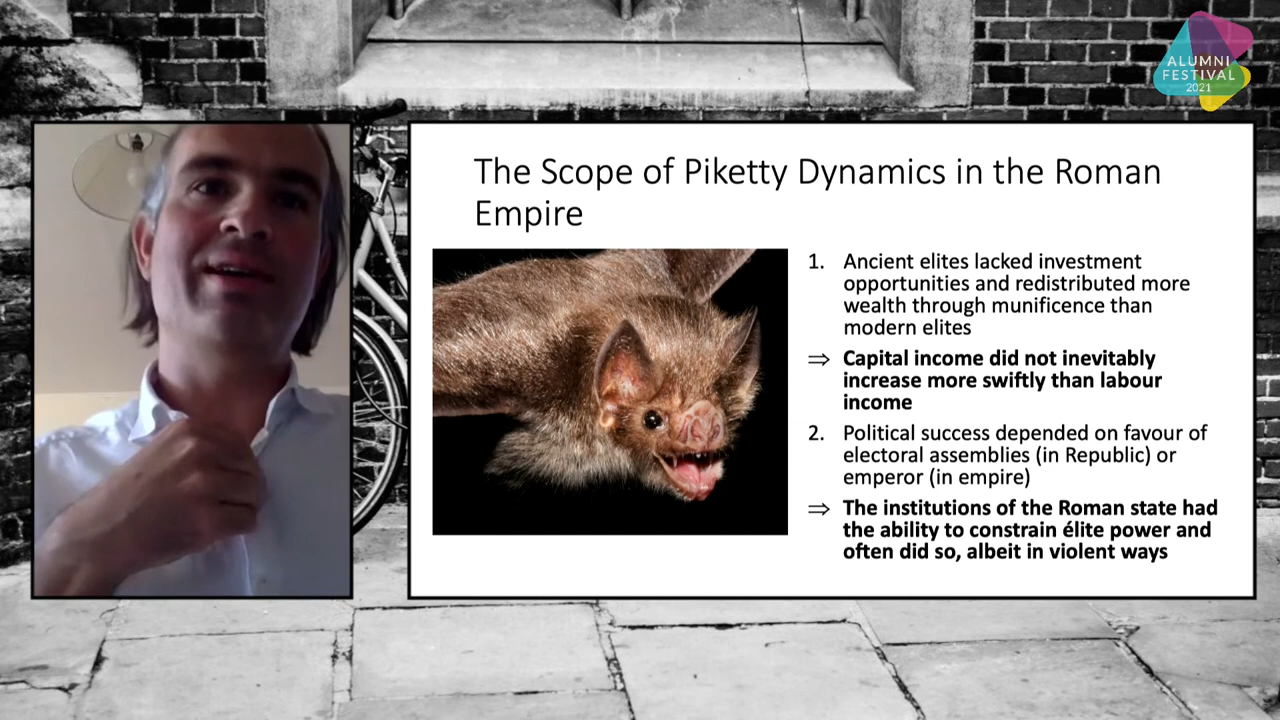 ALUMNI
FESTIVAL
2021
The Scope of Piketty Dynamics in the Roman
Empire
1. Ancient elites lacked investment
opportunities and redistributed more
wealth through munificence than
modern elites
⇒ Capital income did not inevitably
increase more swiftly than labour
income
2. Political success depended on favour of
electoral assemblies (in Republic) or
emperor (in empire)
⇒ The institutions of the Roman state had
the ability to constrain élite power and
often did so, albeit in violent ways